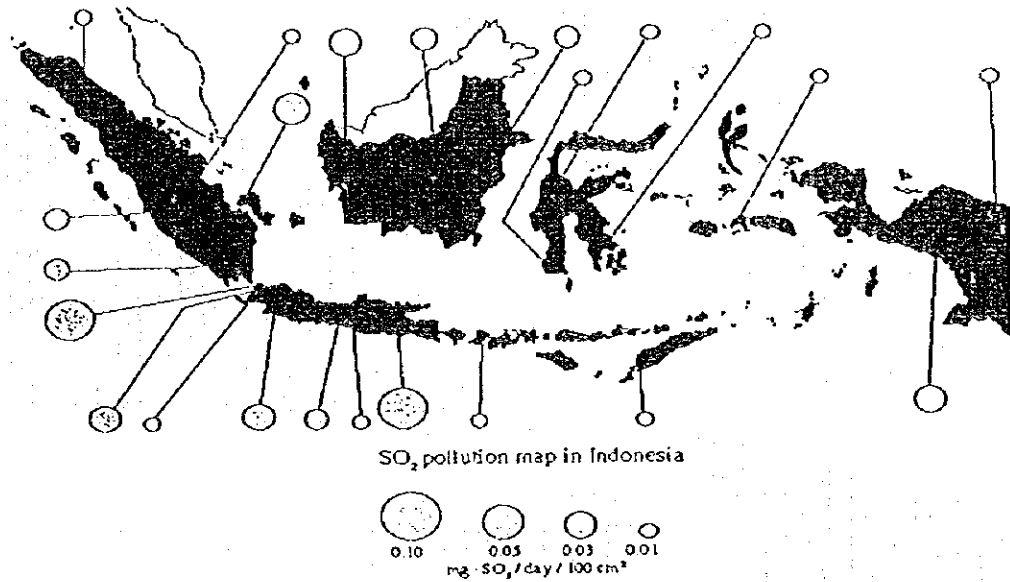 SO₂ pollution map in Indonesia
0.10 0.05 0.03 0.01
mg · SO₃ / day / 100 cm²